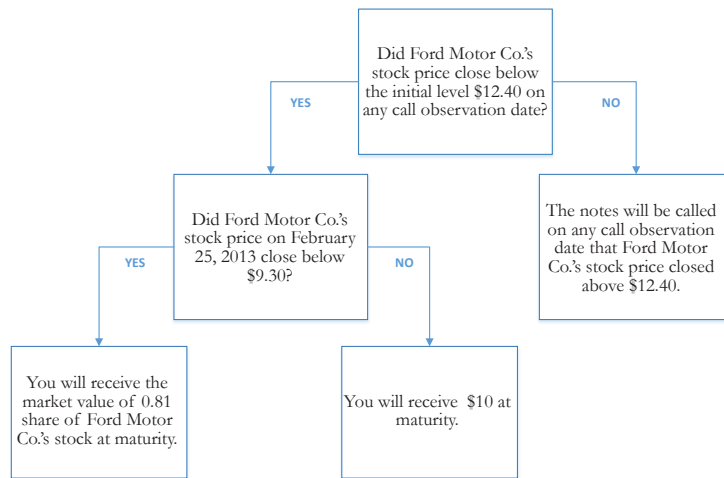 Did Ford Motor Co.'s
stock price close below
the initial level $12.40 on
any call observation date?
YES
NO
Did Ford Motor Co.'s
stock price on February
25, 2013 close below
$9.30?
The notes will be called
on any call observation
date that Ford Motor
Co.'s stock price closed
above $12.40.
YES
NO
You will receive the
market value of 0.81
share of Ford Motor
Co.'s stock at maturity.
You will receive $10 at
maturity.